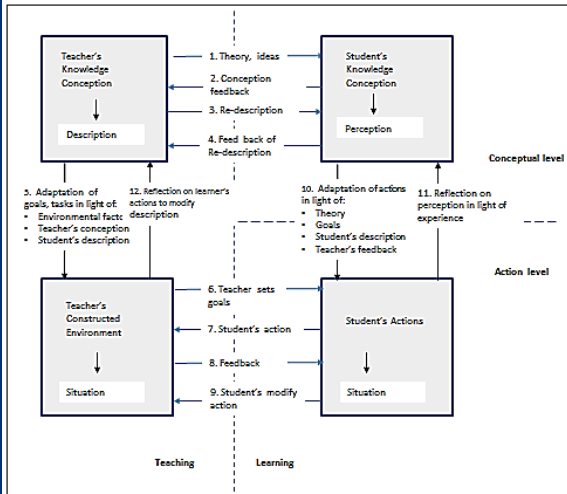 Teacher's
Knowledge
Conception
Description
1. Theory, ideas
2. Conception
feedback
3. Re-description
4. Feed back of
Re-description
Student's
Knowledge
Conception
Perception
Conceptual level
5. Adaptation of
goals, tasks in light of:
• Environmental facto
• Teacher's conception
• Student's description
12. Reflection on learner's
actions to modify
description
10. Adaptation of actions
in light of:
• Theory
• Goals
• Student's description
• Teacher's feedback
11. Reflection on
perception in light of
experience
Action level
Teacher's
Constructed
Environment
Situation
6. Teacher sets
goals
7. Student's action
8. Feedback
9. Student's modify
action
Student's Actions
Situation
Teaching
Learning